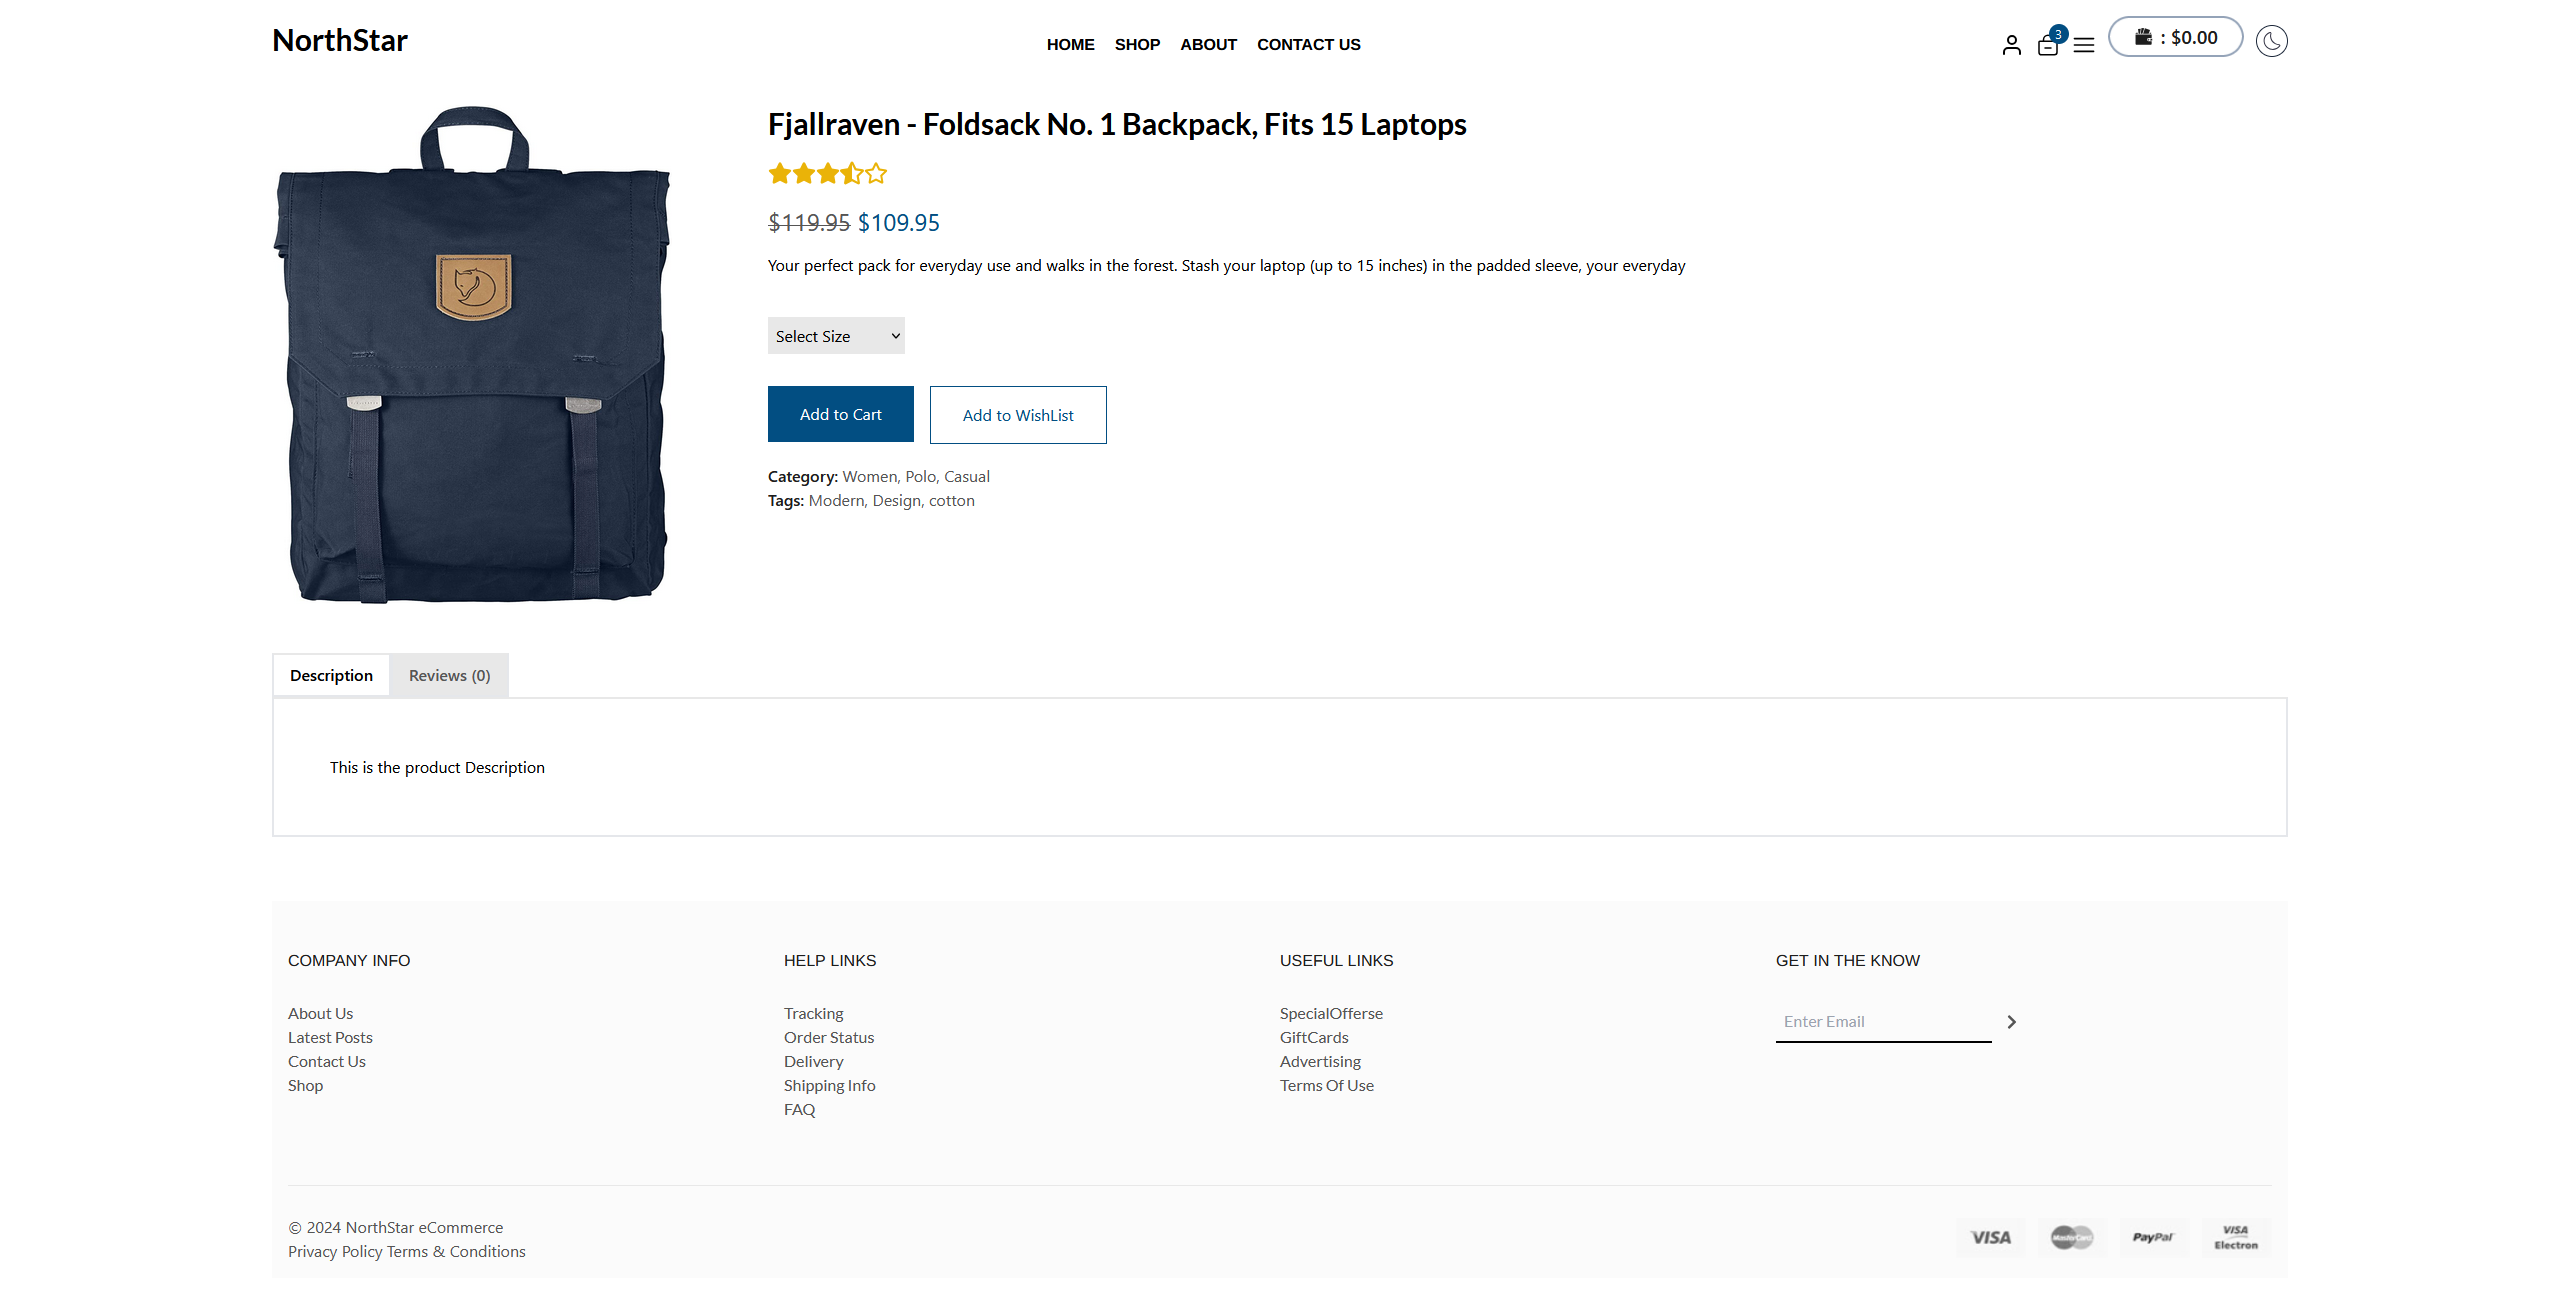 NorthStar
HOME SHOP ABOUT CONTACT US
3
: $0.00
Fjallraven - Foldsack No. 1 Backpack, Fits 15 Laptops
$119.95 $109.95
Your perfect pack for everyday use and walks in the forest. Stash your laptop (up to 15 inches) in the padded sleeve, your everyday
Select Size
Add to Cart Add to WishList
Category: Women, Polo, Casual
Tags: Modern, Design, cotton
Description Reviews (0)
This is the product Description
COMPANY INFO
About Us
Latest Posts
Contact Us
Shop
HELP LINKS
Tracking
Order Status
Delivery
Shipping Info
FAQ
USEFUL LINKS
SpecialOfferse
GiftCards
Advertising
Terms Of Use
GET IN THE KNOW
Enter Email
© 2024 NorthStar eCommerce
Privacy Policy Terms & Conditions
VISA MasterCard PayPal VISA
Electron